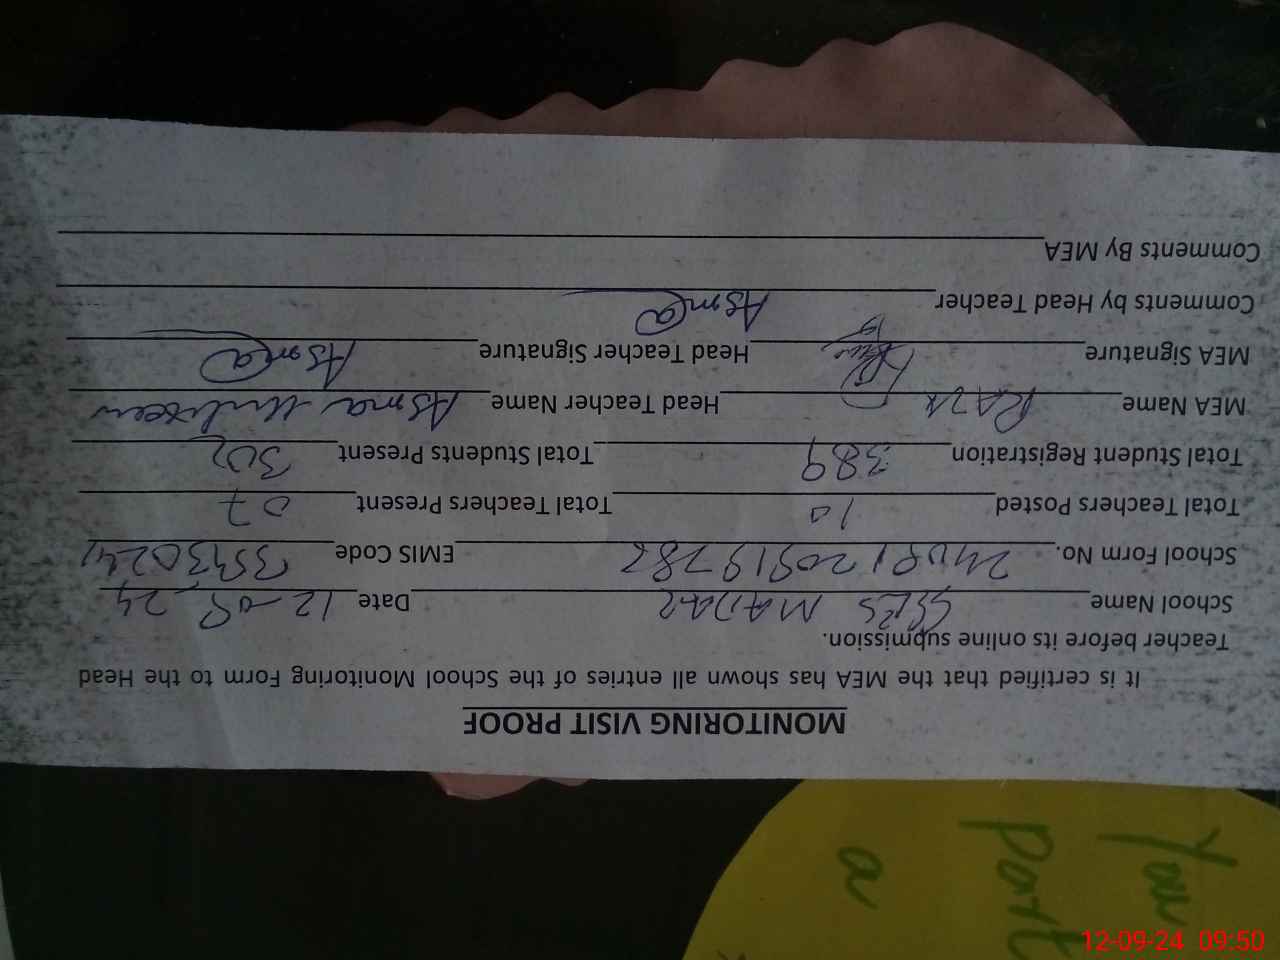 MONITORING VISIT PROOF
It is certified that the MEA has shown all entries of the School Monitoring Form to the Head
Teacher before its online submission.
School Name GGES MADAR Date 12-09-24
School Form No. EMIS Code
Total Teachers Posted 10 Total Teachers Present 07
Total Student Registration 389 Total Students Present 302
MEA Name RAZA Head Teacher Name Asma
MEA Signature Head Teacher Signature Asma
Comments by Head Teacher Asma
Comments By MEA
You
Part
a
12-09-24 09:50